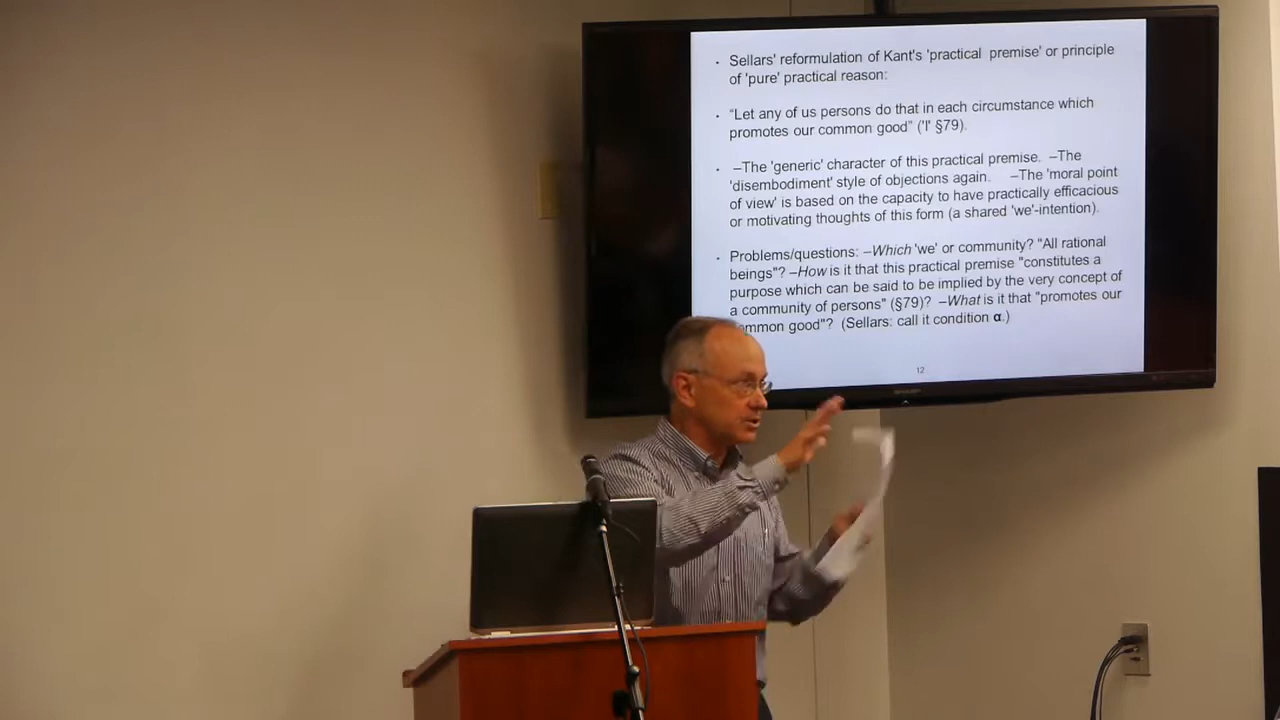 · Sellars' reformulation of Kant's 'practical premise' or principle
of 'pure' practical reason:
· “Let any of us persons do that in each circumstance which
promotes our common good” ('I' §79).
· –The 'generic' character of this practical premise. –The
'disembodiment' style of objections again. –The 'moral point
of view' is based on the capacity to have practically efficacious
or motivating thoughts of this form (a shared 'we'-intention).
· Problems/questions: –Which 'we' or community? "All rational
beings"? –How is it that this practical premise "constitutes a
purpose which can be said to be implied by the very concept of
a community of persons" (§79)? –What is it that "promotes our
ommon good"? (Sellars: call it condition α.)
12
SHARP